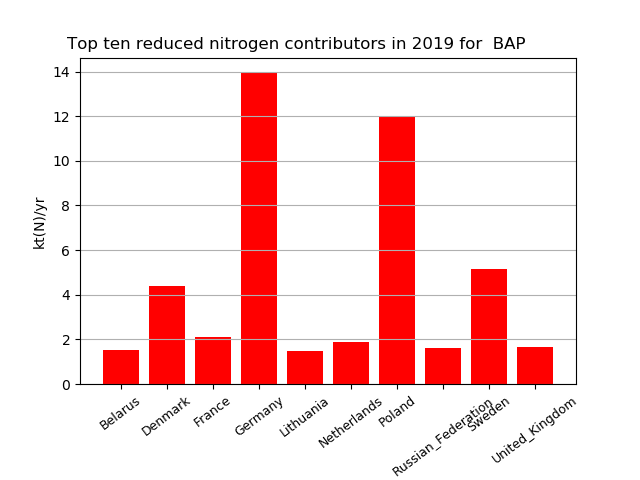 Top ten reduced nitrogen contributors in 2019 for  BAP
14
12
10
8
6
4
2
0
kt(N)/yr
Belarus
Denmark
France
Germany
Lithuania
Netherlands
Poland
Russian_Federation
Sweden
United_Kingdom